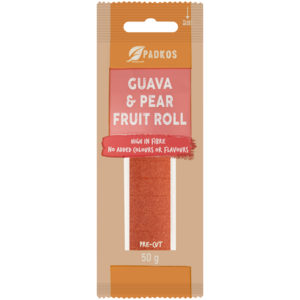 PADKOS
GUAVA
& PEAR
FRUIT ROLL
HIGH IN FIBRE
NO ADDED COLOURS OR FLAVOURS
PRE-CUT
50 g